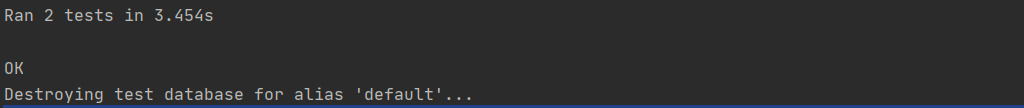 Ran 2 tests in 3.454s
OK
Destroying test database for alias 'default'...